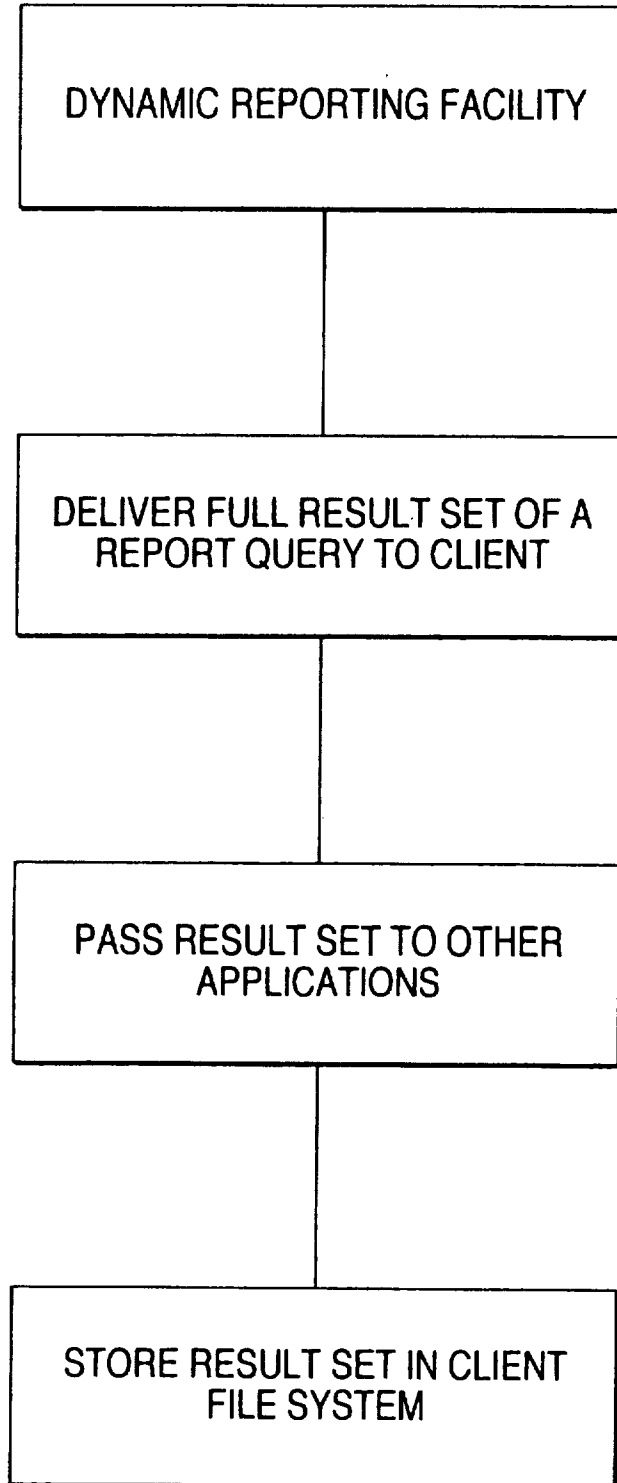 DYNAMIC REPORTING FACILITY
DELIVER FULL RESULT SET OF A
REPORT QUERY TO CLIENT
PASS RESULT SET TO OTHER
APPLICATIONS
STORE RESULT SET IN CLIENT
FILE SYSTEM